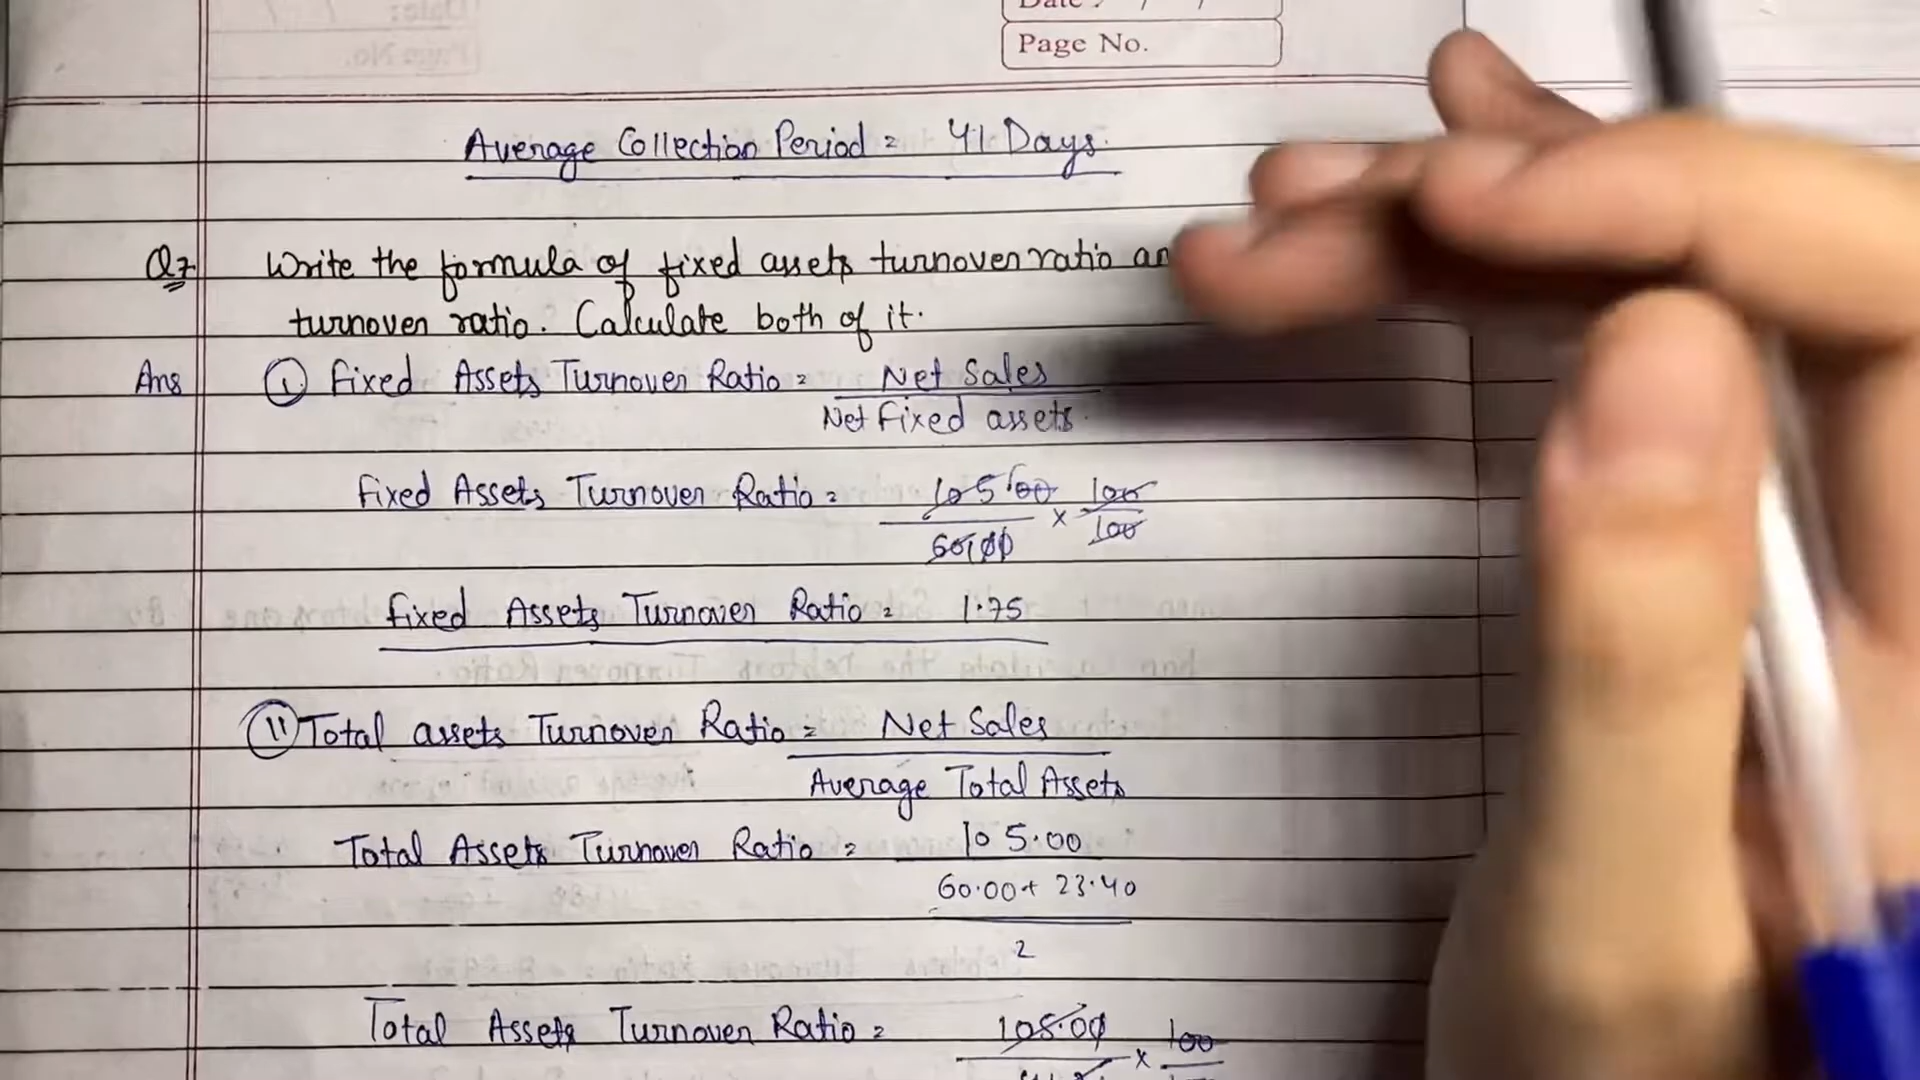 Date: / /
Page No.
Average Collection Period = 41 Days.
Q7 Write the formula of fixed assets turnover ratio
turnover ratio. Calculate both of it.
Ans (i) Fixed Assets Turnover Ratio = Net Sales
Net Fixed assets.
Fixed Assets Turnover Ratio = 105.00 x 100
60.00 100
Fixed Assets Turnover Ratio = 1.75
(ii) Total assets Turnover Ratio = Net Sales
Average Total Assets
Total Assets Turnover Ratio = 105.00
60.00 + 23.40
2
Total Assets Turnover Ratio = 105.00 x 100